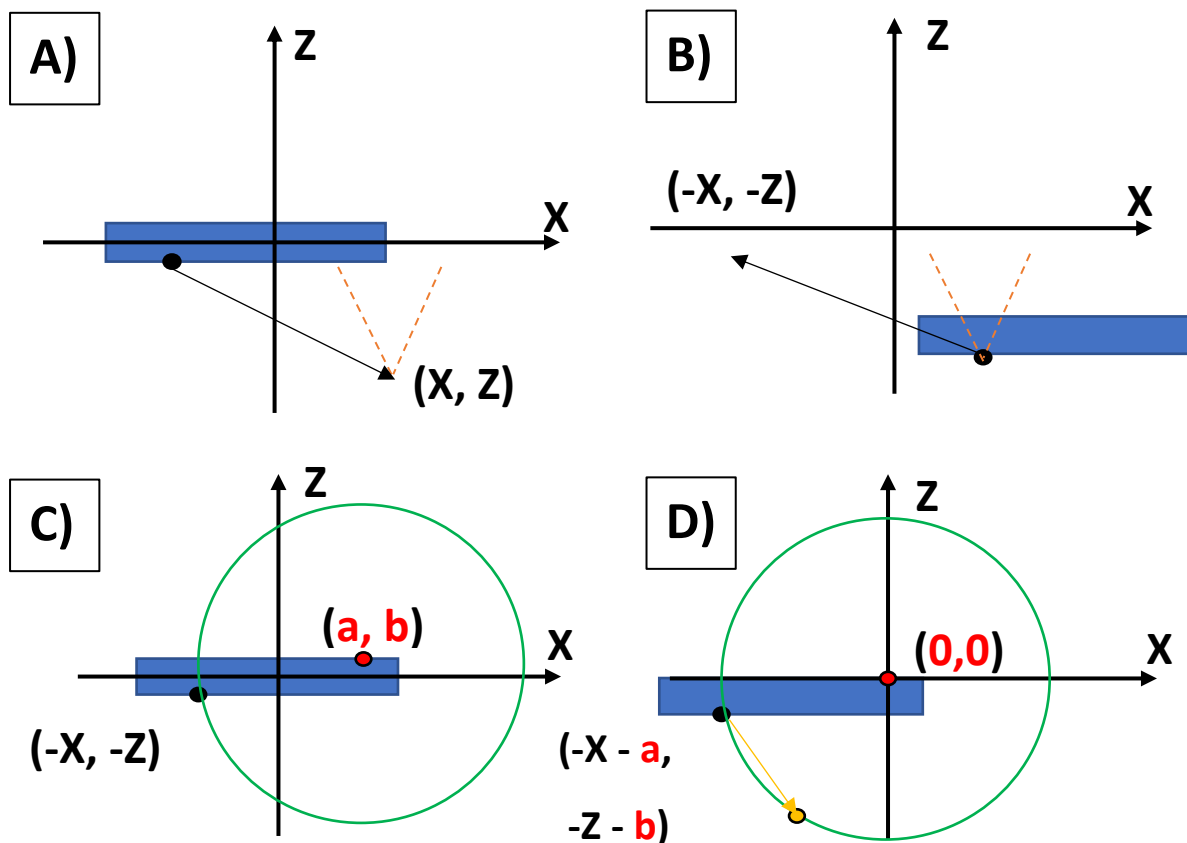 A)
Z
X
(X, Z)
B)
Z
(-X, -Z)
X
C)
Z
(a, b)
X
(-X, -Z)
D)
Z
(0,0)
X
(-X - a,
-Z - b)